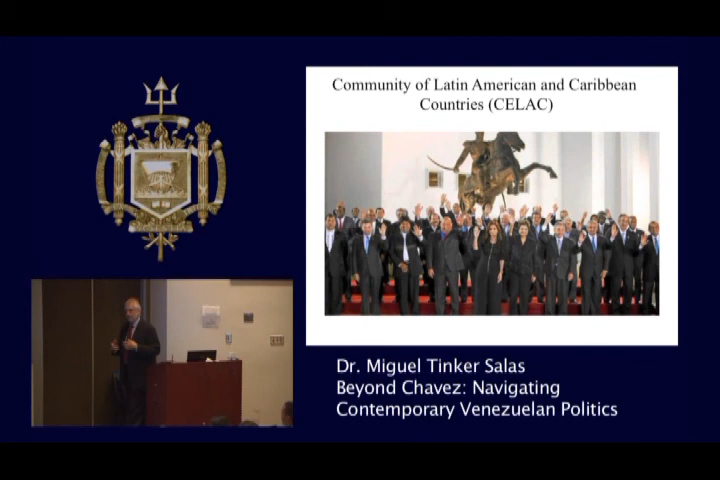 Community of Latin American and Caribbean
Countries (CELAC)
Dr. Miguel Tinker Salas
Beyond Chavez: Navigating
Contemporary Venezuelan Politics